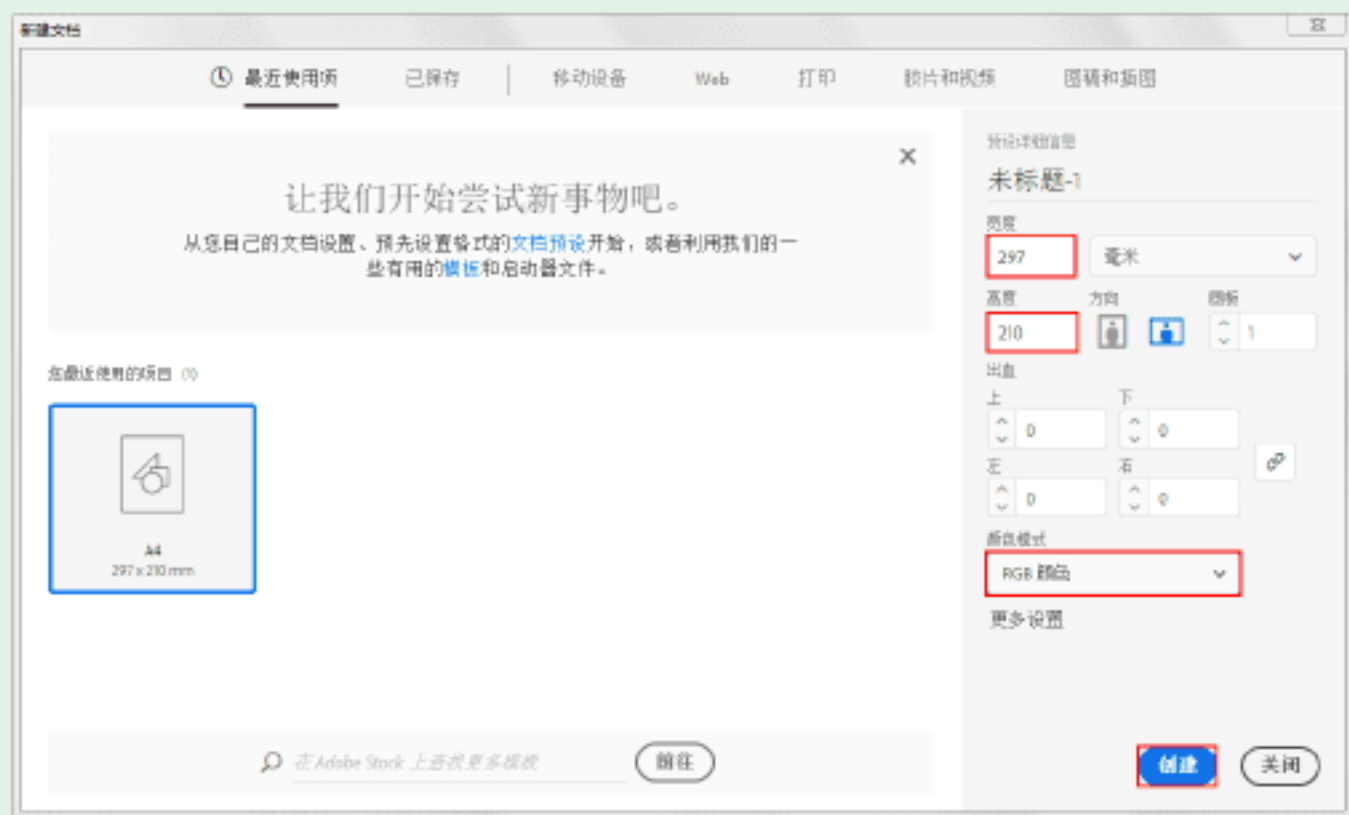 新建文档
最近使用项 已保存 移动设备 Web 打印 胶片和视频 图稿和插图
让我们开始尝试新事物吧。
从您自己的文档设置、预先设置格式的文档预设开始，或者利用我们的一
些有用的模板和启动器文件。
您最近使用的项目 (1)
A4
297 x 210 mm
在 Adobe Stock 上查找更多模板 前往
预设详细信息
未标题-1
宽度
297 毫米
高度 方向 画板
210 1
出血
上 下
0 0
左 右
0 0
颜色模式
RGB 颜色
更多设置
创建 关闭